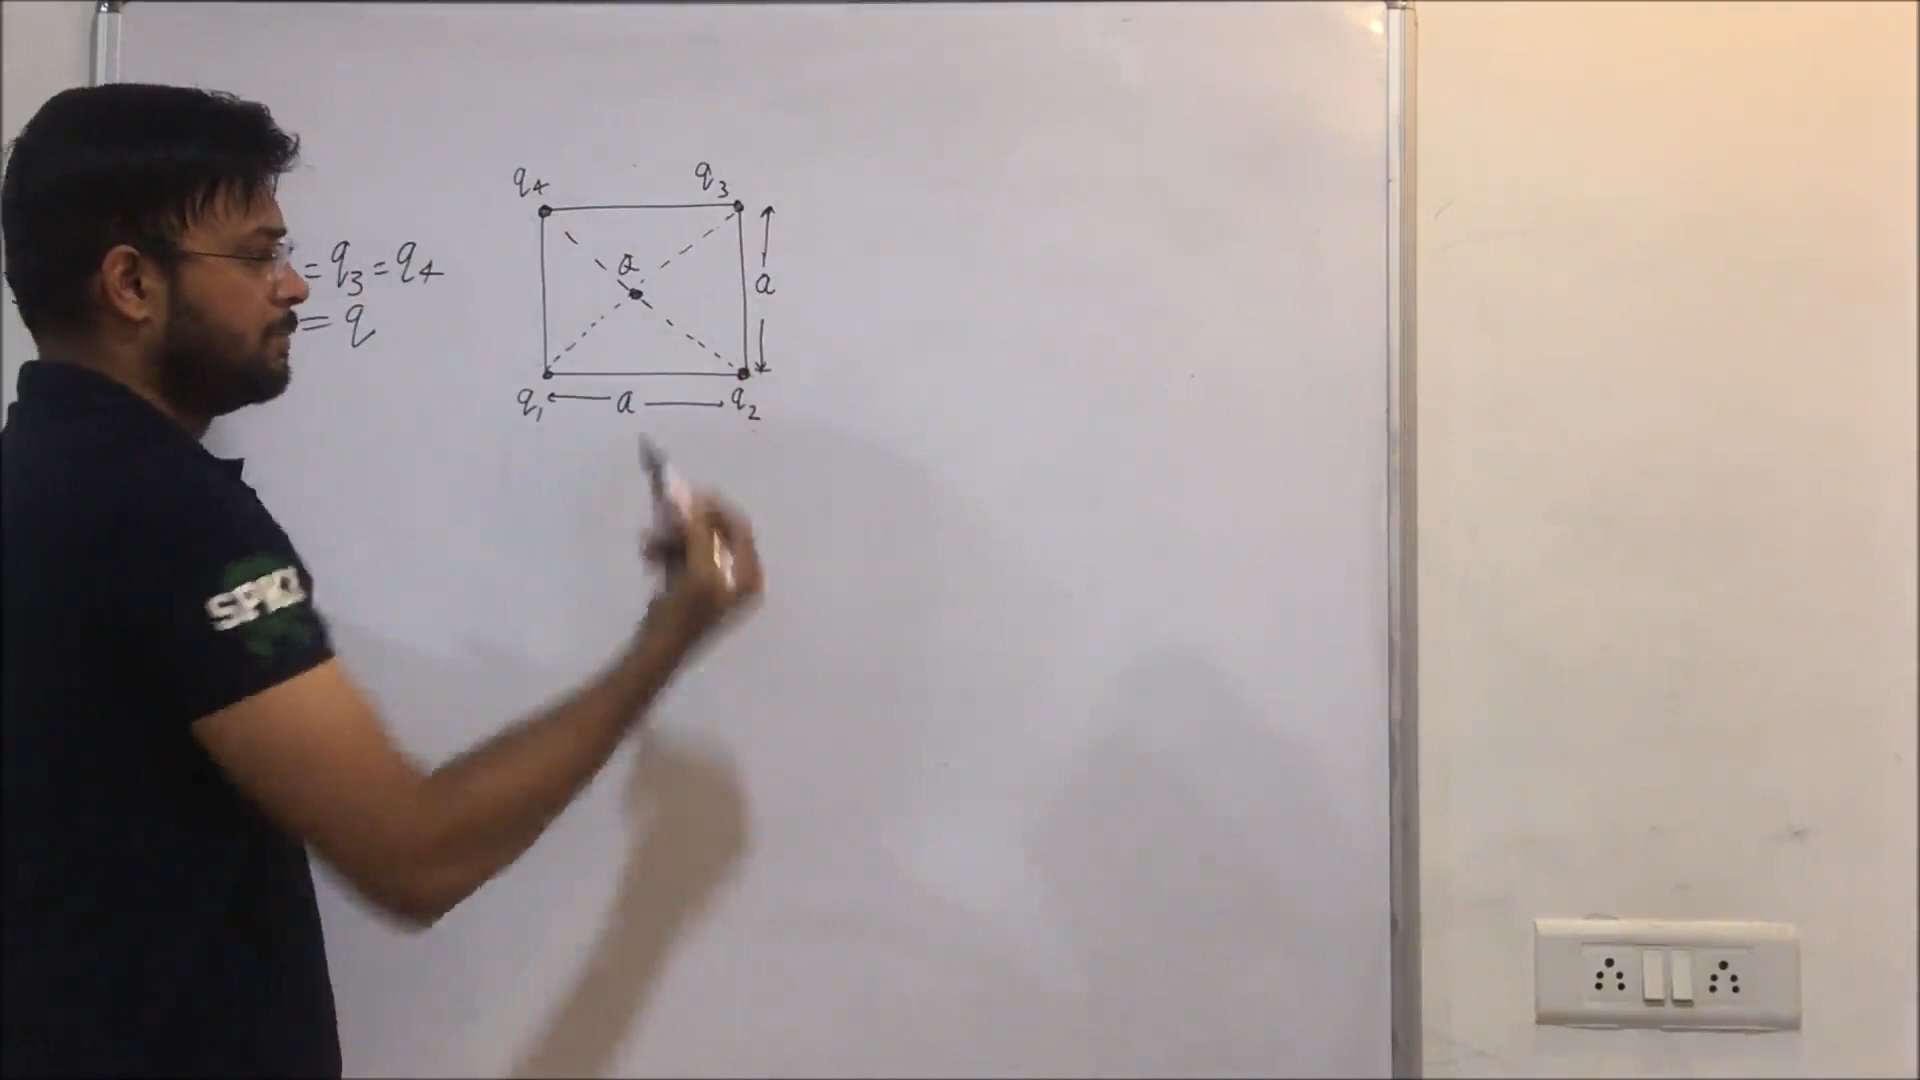 q4 q3
= q3 = q4
= q
Q
a
q1 a q2